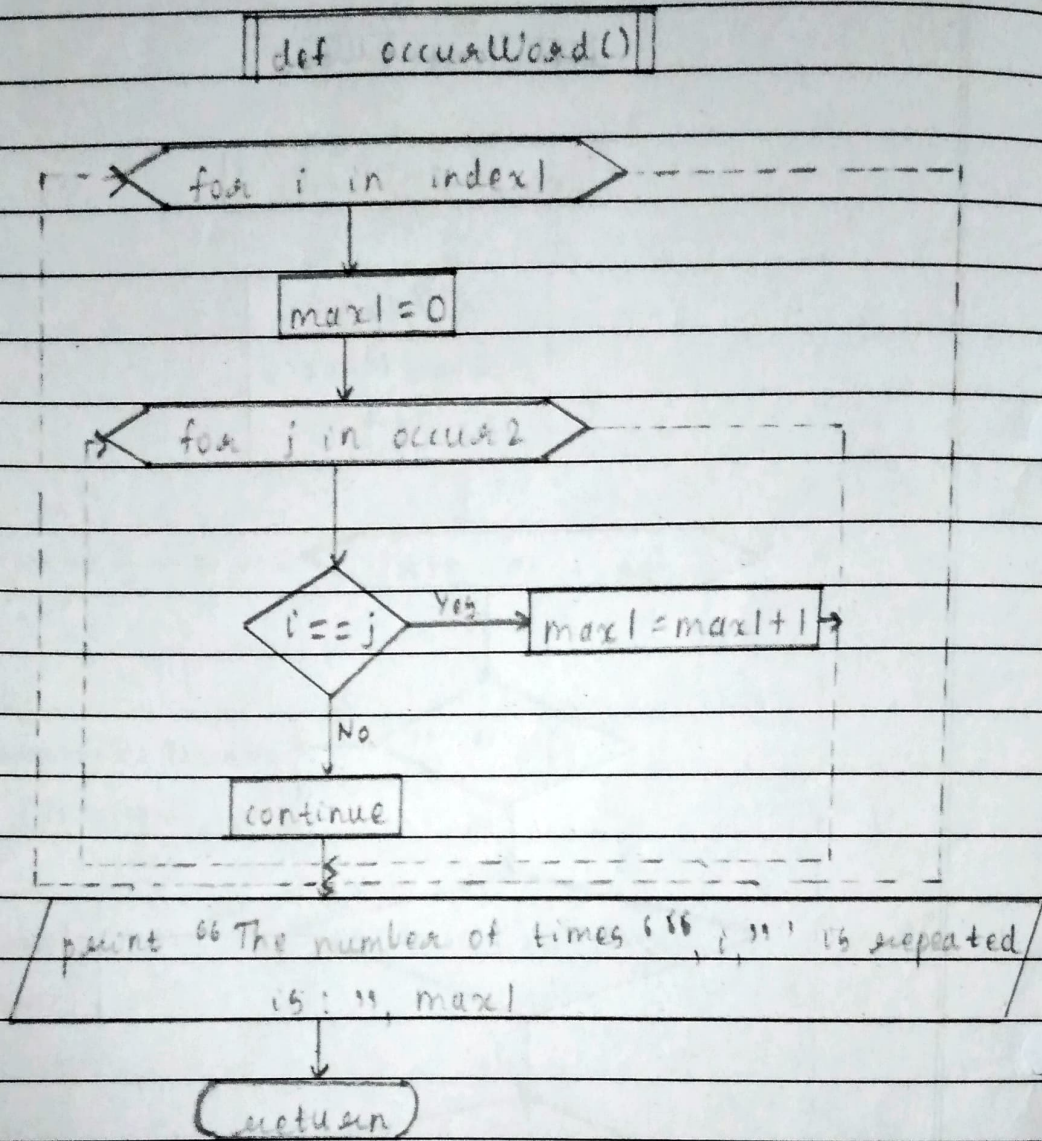 def occurWord()
for i in index1
max1=0
for j in occur2
i==j
Yes
max1=max1+1
No
continue
print “The number of times ‘“,i,”’ is repeated
is:”, max1
return